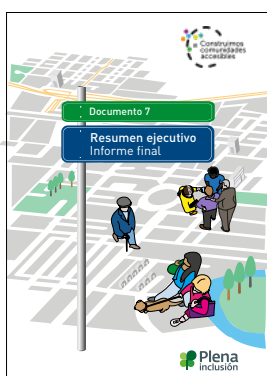 Construimos
comunidades
accesibles
Documento 7
Resumen ejecutivo
Informe final
Plena
inclusión